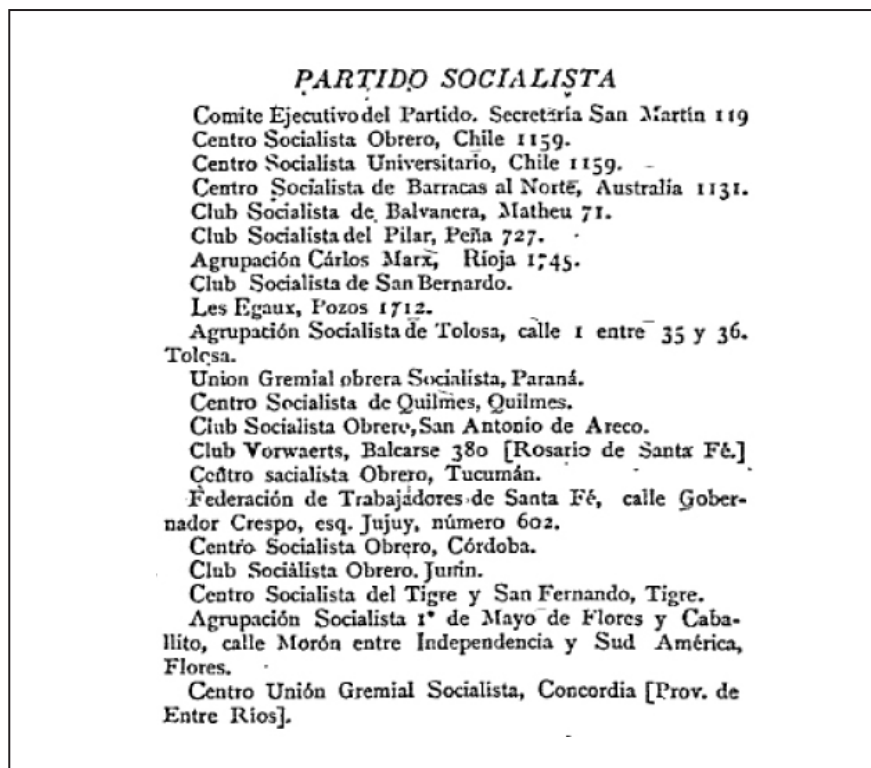 PARTIDO SOCIALISTA
Comite Ejecutivo del Partido. Secretaría San Martín 119
Centro Socialista Obrero, Chile 1159.
Centro Socialista Universitario, Chile 1159.
Centro Socialista de Barracas al Norte, Australia 1131.
Club Socialista de Balvanera, Matheu 71.
Club Socialista del Pilar, Peña 727.
Agrupación Cárlos Marx, Rioja 1745.
Club Socialista de San Bernardo.
Les Egaux, Pozos 1712.
Agrupación Socialista de Tolosa, calle 1 entre 35 y 36.
Tolosa.
Union Gremial obrera Socialista, Paraná.
Centro Socialista de Quilmes, Quilmes.
Club Socialista Obrero, San Antonio de Areco.
Club Vorwaerts, Balcarse 380 [Rosario de Santa Fé.]
Centro sacialista Obrero, Tucumán.
Federación de Trabajadores de Santa Fé, calle Gober-
nador Crespo, esq. Jujuy, número 602.
Centro Socialista Obrero, Córdoba.
Club Socialista Obrero. Junin.
Centro Socialista del Tigre y San Fernando, Tigre.
Agrupación Socialista 1° de Mayo de Flores y Caba-
llito, calle Morón entre Independencia y Sud América,
Flores.
Centro Unión Gremial Socialista, Concordia [Prov. de
Entre Rios].